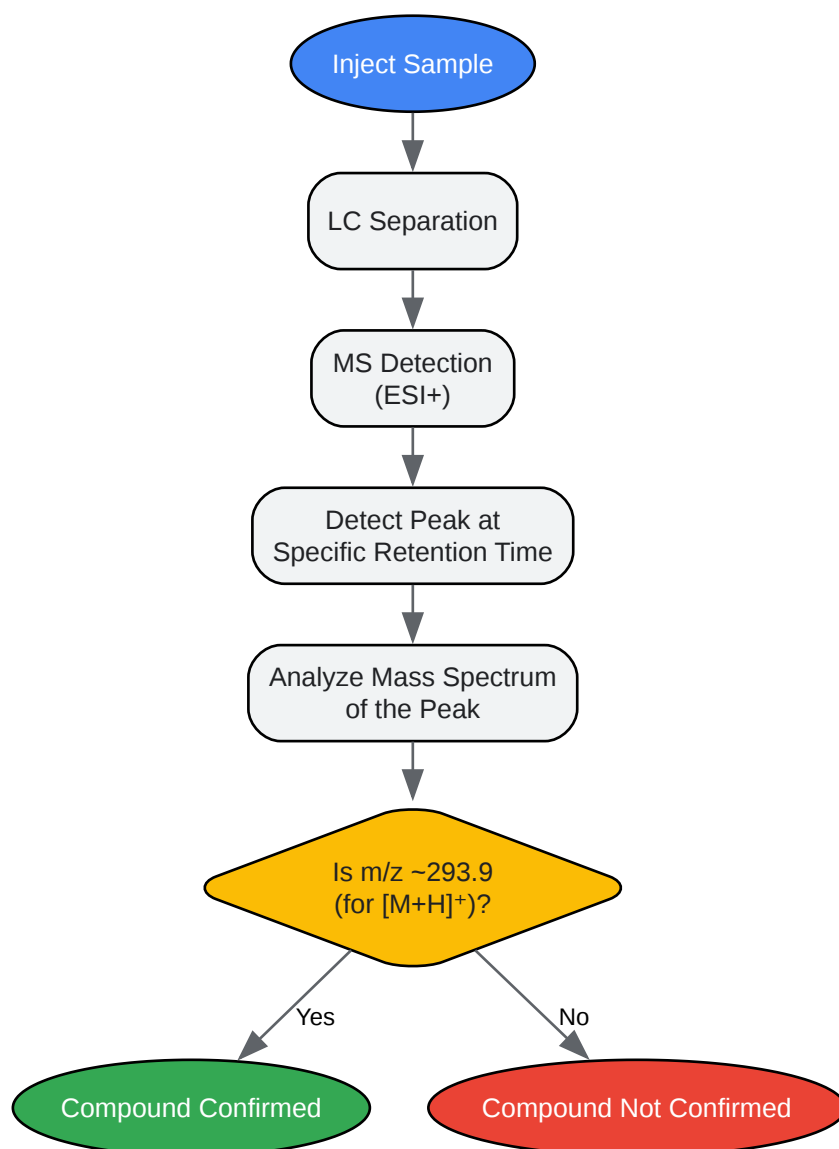 Inject Sample
LC Separation
MS Detection
(ESI+)
Detect Peak at
Specific Retention Time
Analyze Mass Spectrum
of the Peak
Is m/z ~293.9
(for [M+H]⁺)?
Yes
No
Compound Confirmed
Compound Not Confirmed